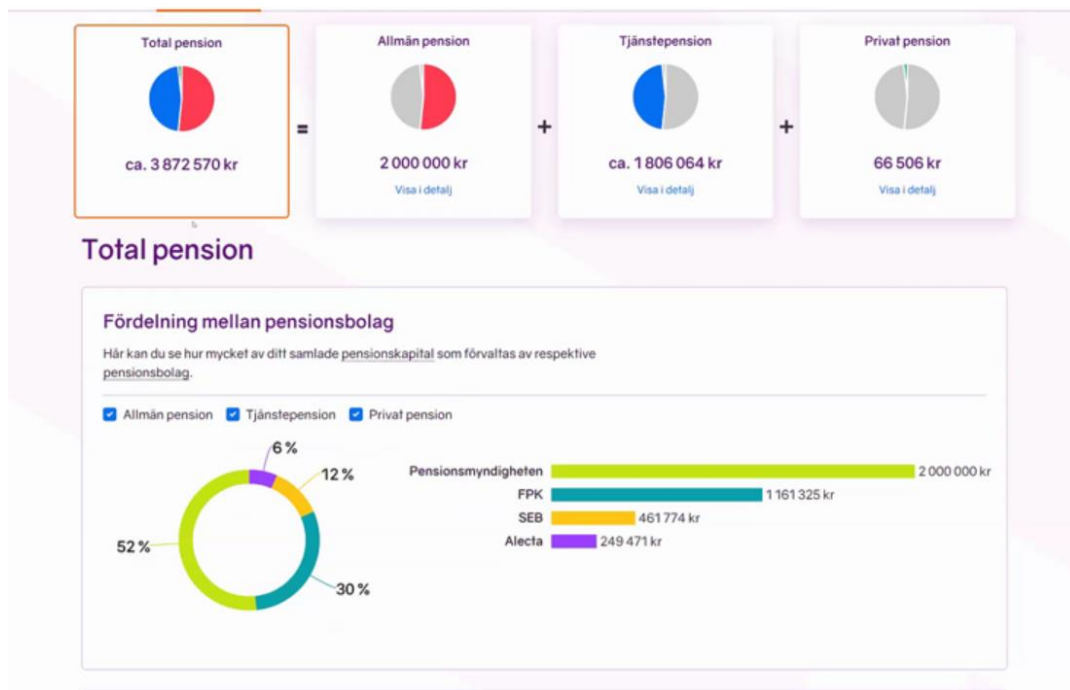 Total pension
ca. 3 872 570 kr
=
Allmän pension
2 000 000 kr
Visa i detalj
+
Tjänstepension
ca. 1 806 064 kr
Visa i detalj
+
Privat pension
66 506 kr
Visa i detalj
Total pension
Fördelning mellan pensionsbolag
Här kan du se hur mycket av ditt samlade pensionskapital som förvaltas av respektive
pensionsbolag.
Allmän pension Tjänstepension Privat pension
6 %
12 %
52 %
30 %
Pensionsmyndigheten 2 000 000 kr
FPK 1 161 325 kr
SEB 461 774 kr
Alecta 249 471 kr